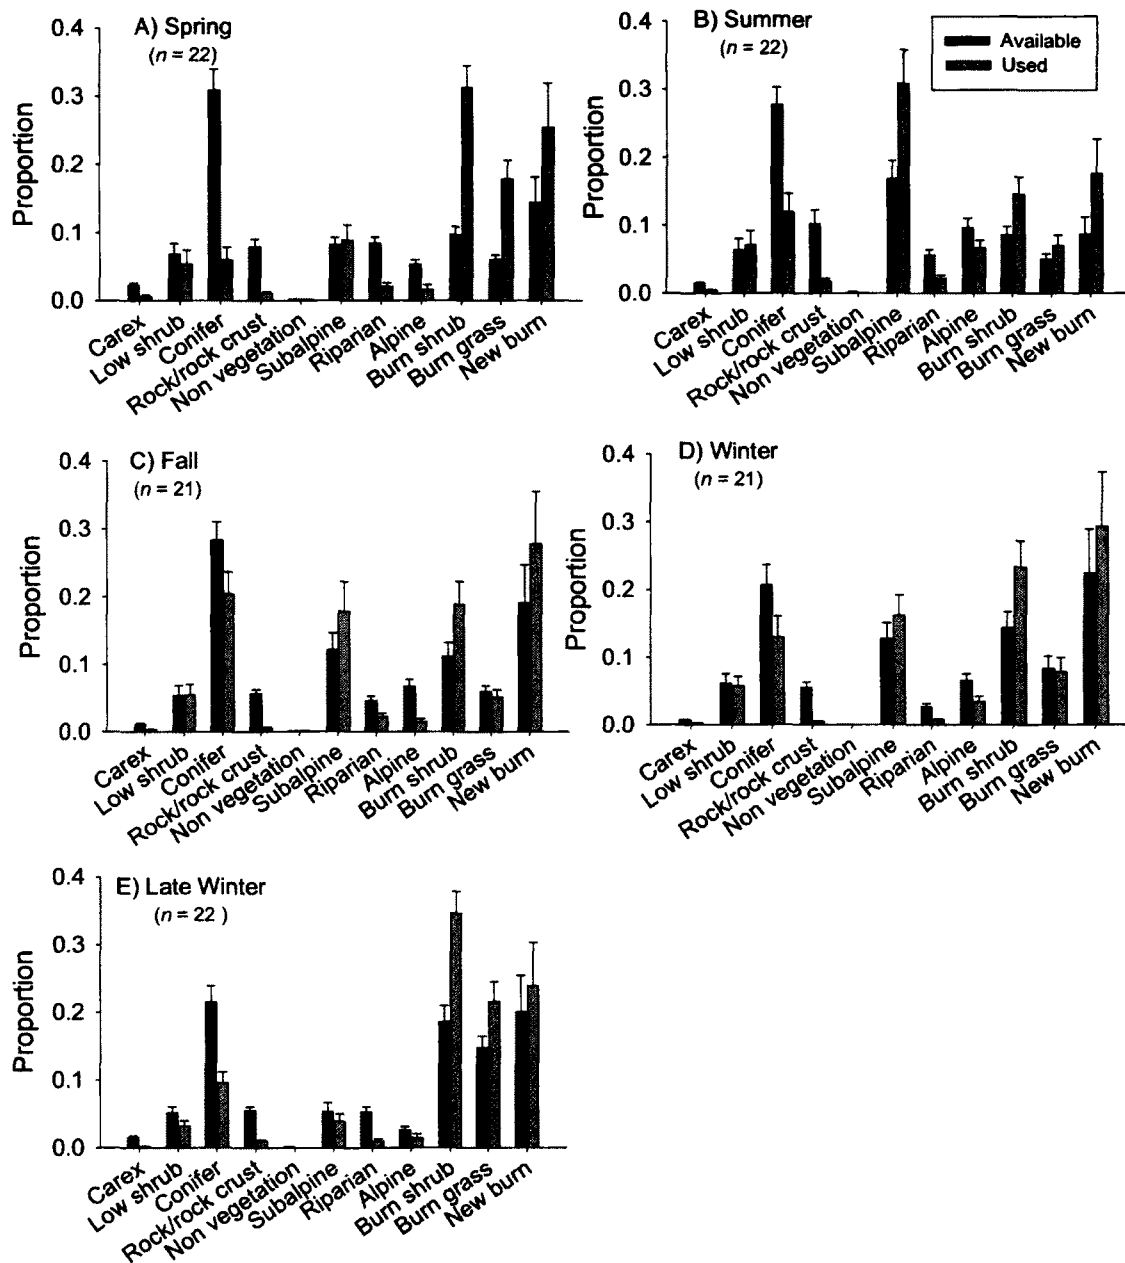 A) Spring
(n = 22)
Proportion
0.4
0.3
0.2
0.1
0.0
Carex
Low shrub
Conifer
Rock/rock crust
Non vegetation
Subalpine
Riparian
Alpine
Burn shrub
Burn grass
New burn
B) Summer
(n = 22)
Available
Used
Proportion
0.4
0.3
0.2
0.1
0.0
Carex
Low shrub
Conifer
Rock/rock crust
Non vegetation
Subalpine
Riparian
Alpine
Burn shrub
Burn grass
New burn
C) Fall
(n = 21)
Proportion
0.4
0.3
0.2
0.1
0.0
Carex
Low shrub
Conifer
Rock/rock crust
Non vegetation
Subalpine
Riparian
Alpine
Burn shrub
Burn grass
New burn
D) Winter
(n = 21)
Proportion
0.4
0.3
0.2
0.1
0.0
Carex
Low shrub
Conifer
Rock/rock crust
Non vegetation
Subalpine
Riparian
Alpine
Burn shrub
Burn grass
New burn
E) Late Winter
(n = 22 )
Proportion
0.4
0.3
0.2
0.1
0.0
Carex
Low shrub
Conifer
Rock/rock crust
Non vegetation
Subalpine
Riparian
Alpine
Burn shrub
Burn grass
New burn